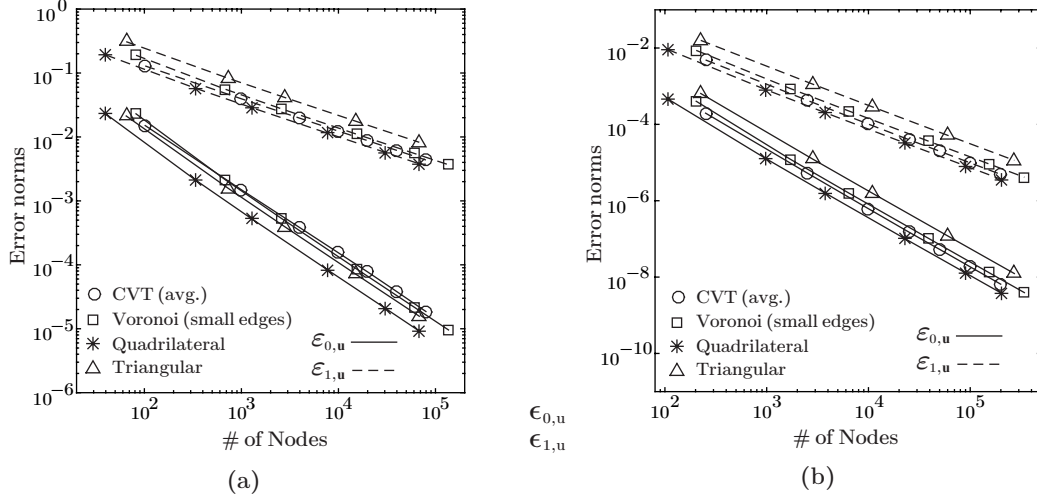 10^0
10^-1
10^-2
10^-3
10^-4
10^-5
10^-6
Error norms
CVT (avg.)
Voronoi (small edges)
Quadrilateral
Triangular
ε0,u
ε1,u
10^2
10^3
10^4
10^5
# of Nodes
(a)
ϵ0,u
ϵ1,u
10^-2
10^-4
10^-6
10^-8
10^-10
Error norms
CVT (avg.)
Voronoi (small edges)
Quadrilateral
Triangular
ε0,u
ε1,u
10^2
10^3
10^4
10^5
# of Nodes
(b)